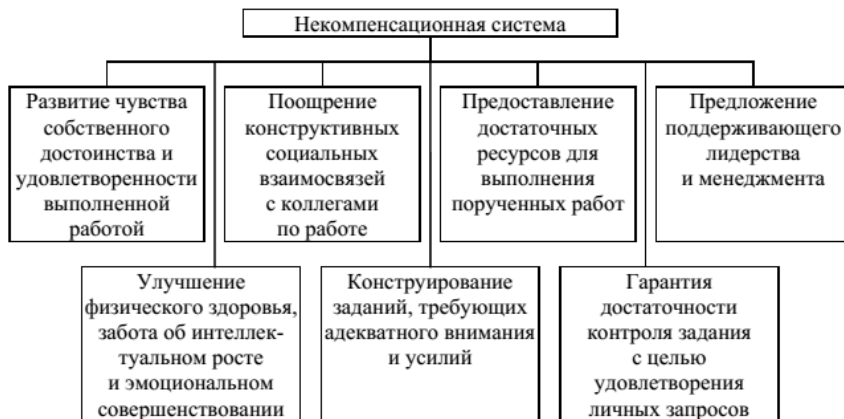 Некомпенсационная система
Развитие чувства
собственного
достоинства и
удовлетворенности
выполненной
работой
Поощрение
конструктивных
социальных
взаимосвязей
с коллегами
по работе
Предоставление
достаточных
ресурсов для
выполнения
порученных работ
Предложение
поддерживающего
лидерства
и менеджмента
Улучшение
физического здоровья,
забота об интеллек-
туальном росте
и эмоциональном
совершенствовании
Конструирование
заданий, требующих
адекватного внимания
и усилий
Гарантия
достаточности
контроля задания
с целью
удовлетворения
личных запросов